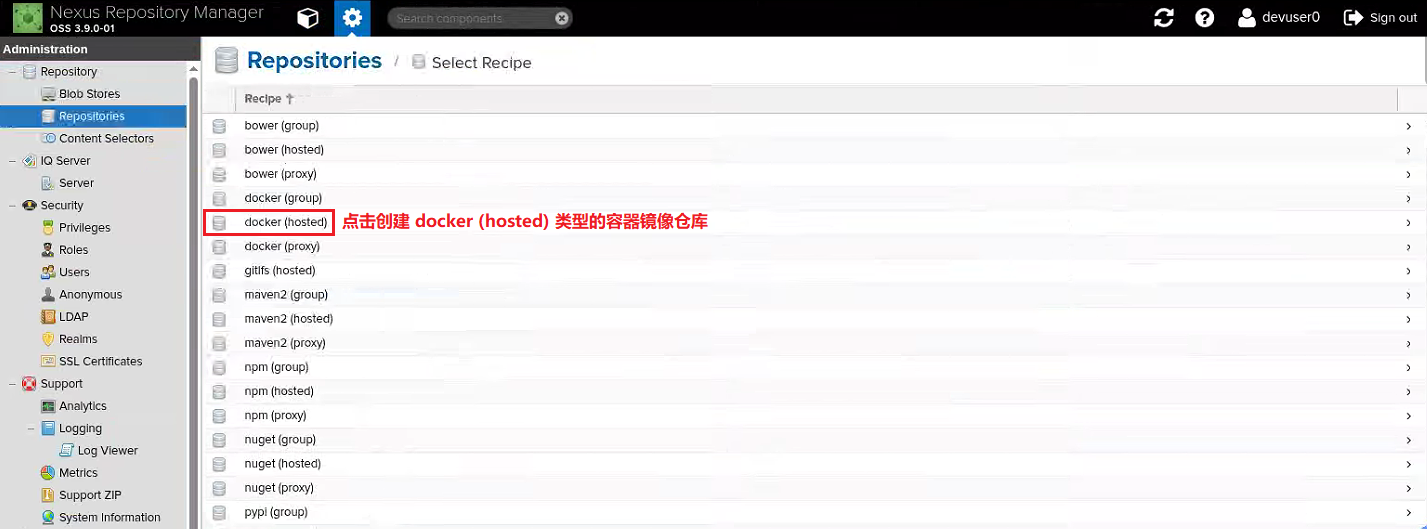 Nexus Repository Manager
OSS 3.9.0-01
Search components
devuser0
Sign out
Administration
Repository
Blob Stores
Repositories
Content Selectors
IQ Server
Server
Security
Privileges
Roles
Users
Anonymous
LDAP
Realms
SSL Certificates
Support
Analytics
Logging
Log Viewer
Metrics
Support ZIP
System Information
Repositories / Select Recipe
Recipe
bower (group)
bower (hosted)
bower (proxy)
docker (group)
docker (hosted) 点击创建 docker (hosted) 类型的容器镜像仓库
docker (proxy)
gitlfs (hosted)
maven2 (group)
maven2 (hosted)
maven2 (proxy)
npm (group)
npm (hosted)
npm (proxy)
nuget (group)
nuget (hosted)
nuget (proxy)
pypi (group)